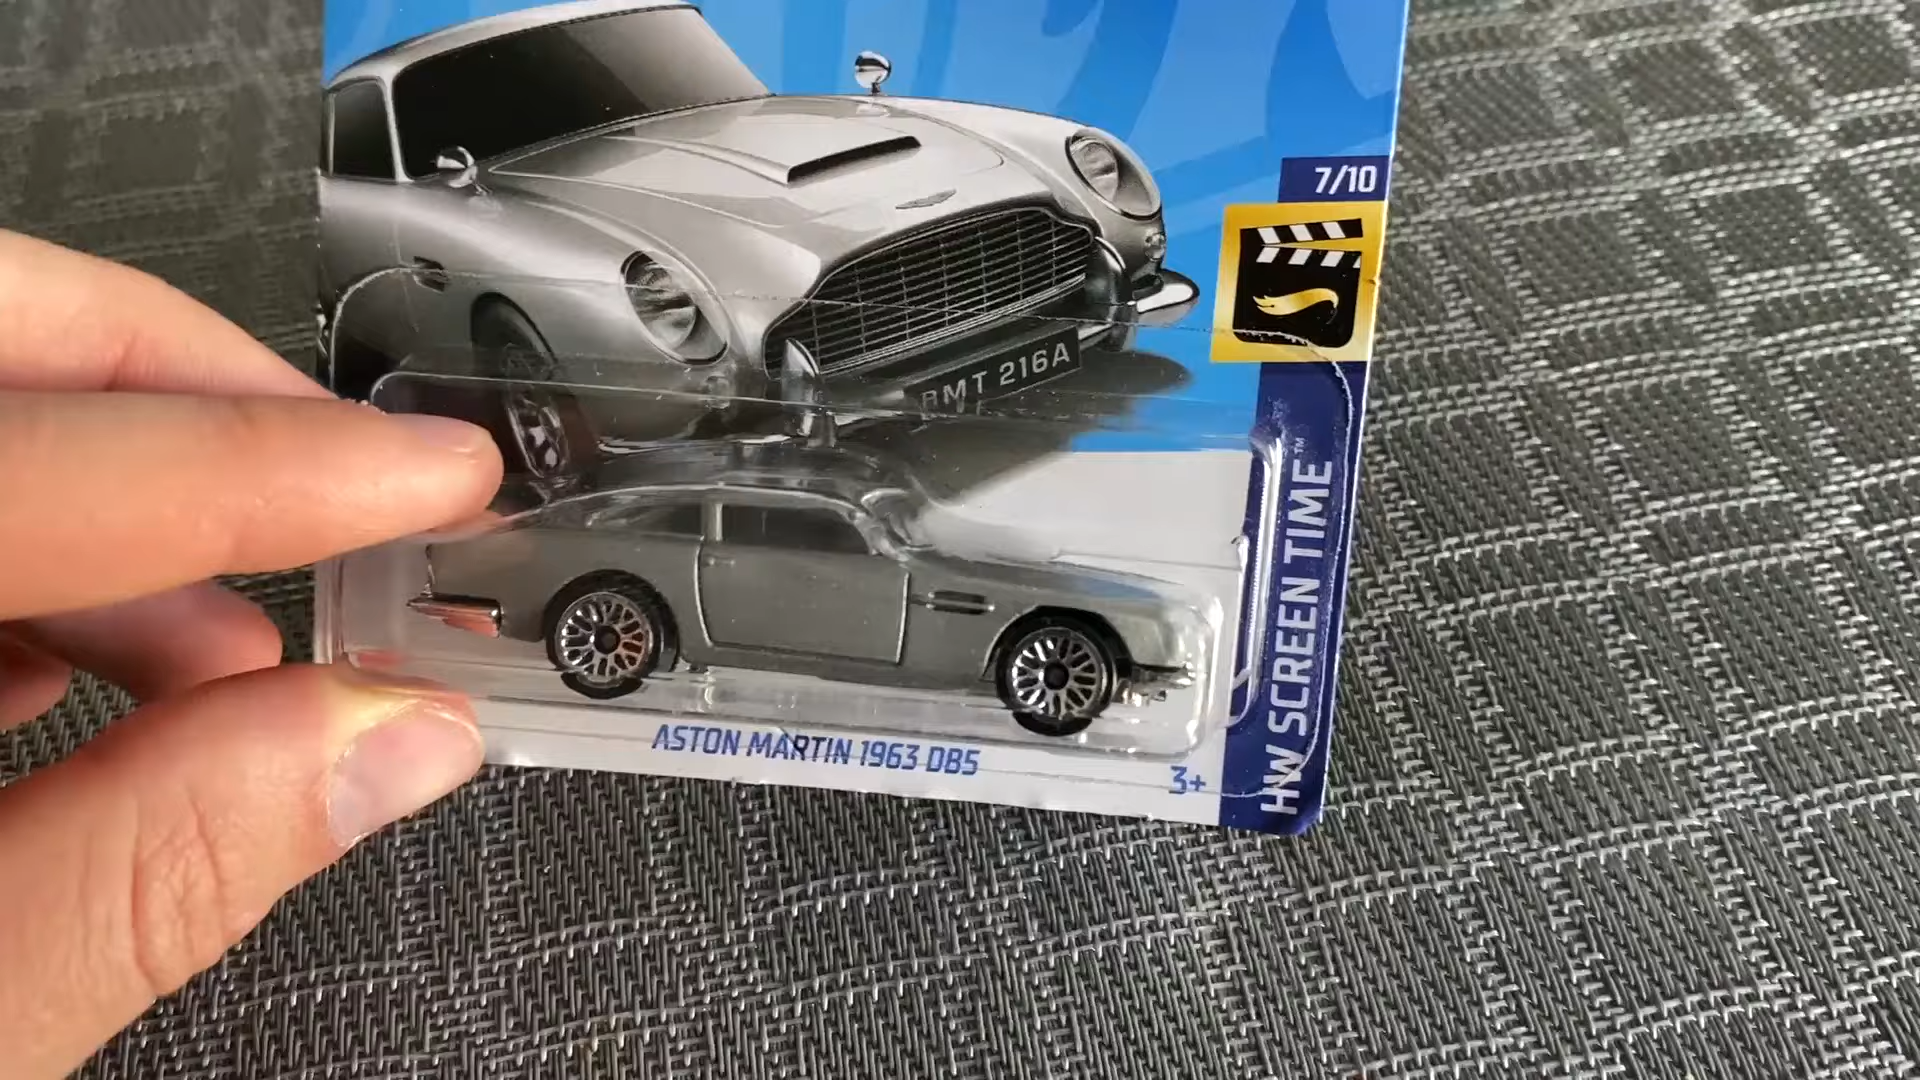 7/10
BMT 216A
HW SCREEN TIME™
ASTON MARTIN 1963 DB5
3+